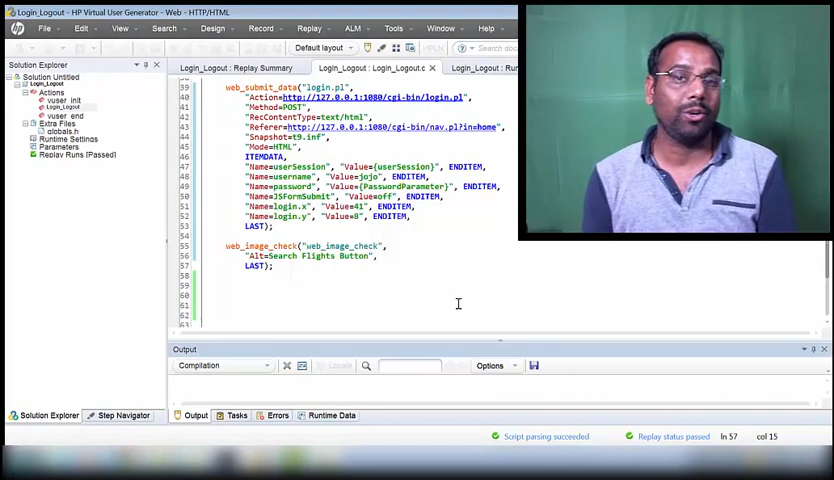 Login_Logout - HP Virtual User Generator - Web - HTTP/HTML
File Edit View Search Design Record Replay ALM Tools Window Help
Default layout HPLN Search docu
Solution Explorer
Solution Untitled
Login_Logout
Actions
vuser_init
Login_Logout
vuser_end
Extra Files
globals.h
Runtime Settings
Parameters
Replay Runs [Passed]
Login_Logout : Replay Summary Login_Logout : Login_Logout.c Login_Logout : Run
39 web_submit_data("login.pl",
40 "Action=http://127.0.0.1:1080/cgi-bin/login.pl",
41 "Method=POST",
42 "RecContentType=text/html",
43 "Referer=http://127.0.0.1:1080/cgi-bin/nav.pl?in=home",
44 "Snapshot=t9.inf",
45 "Mode=HTML",
46 ITEMDATA,
47 "Name=userSession", "Value={userSession}", ENDITEM,
48 "Name=username", "Value=jojo", ENDITEM,
49 "Name=password", "Value={PasswordParameter}", ENDITEM,
50 "Name=JSFormSubmit", "Value=off", ENDITEM,
51 "Name=login.x", "Value=41", ENDITEM,
52 "Name=login.y", "Value=8", ENDITEM,
53 LAST);
54
55 web_image_check("web_image_check",
56 "Alt=Search Flights Button",
57 LAST);
58
59
60
61
62
63
Output
Compilation Locate Options
Solution Explorer Step Navigator Output Tasks Errors Runtime Data
Script parsing succeeded Replay status passed ln 57 col 15